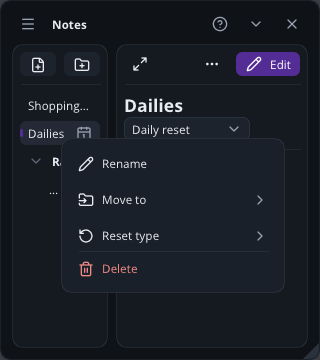 Notes
Edit
Shopping...
Dailies
Dailies
Daily reset
...
Rename
Move to
Reset type
Delete